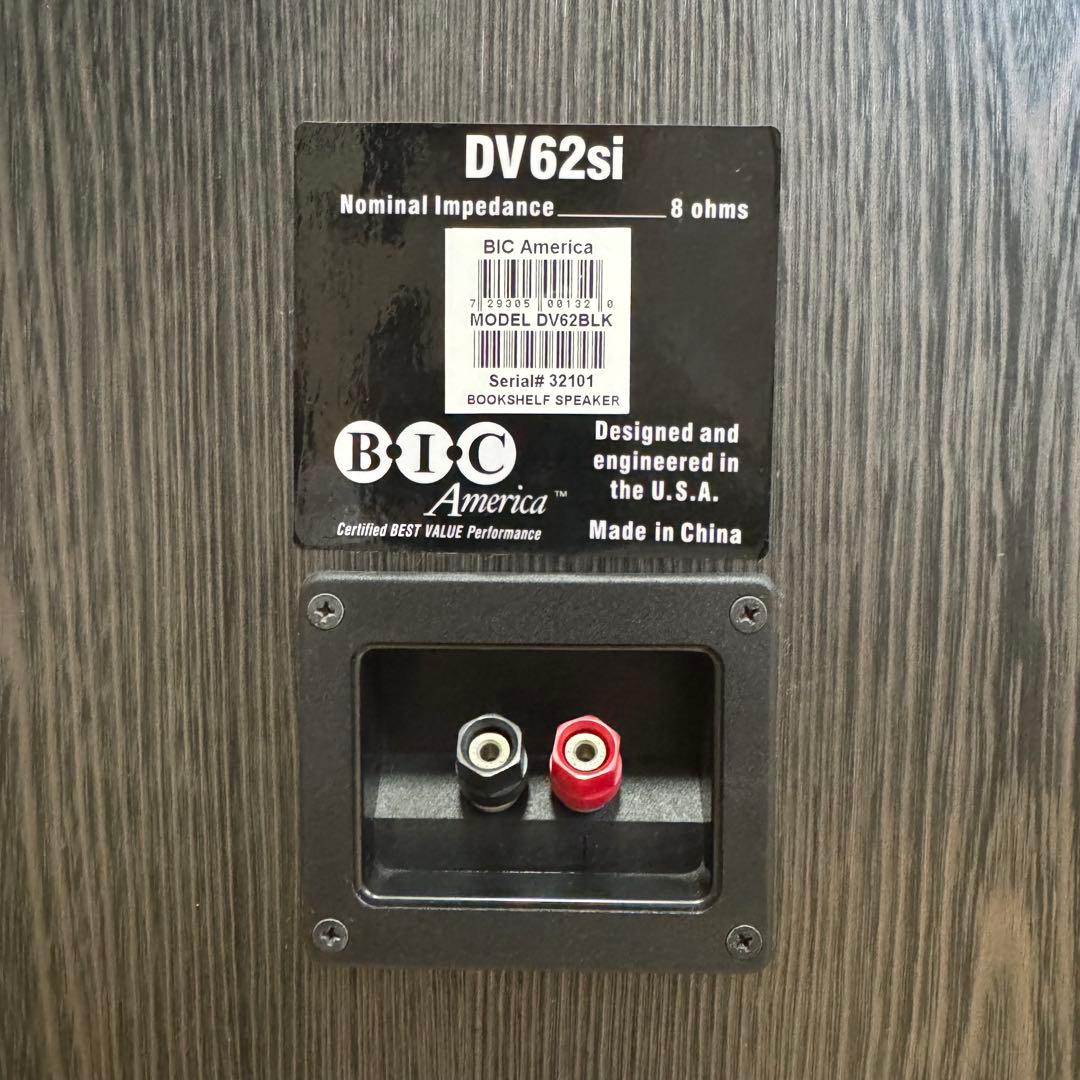 DV62si
Nominal Impedance________ 8 ohms
BIC America
7 29305 00132 0
MODEL DV62BLK
Serial# 32101
BOOKSHELF SPEAKER
B•I•C
America™
Certified BEST VALUE Performance
Designed and
engineered in
the U.S.A.
Made in China